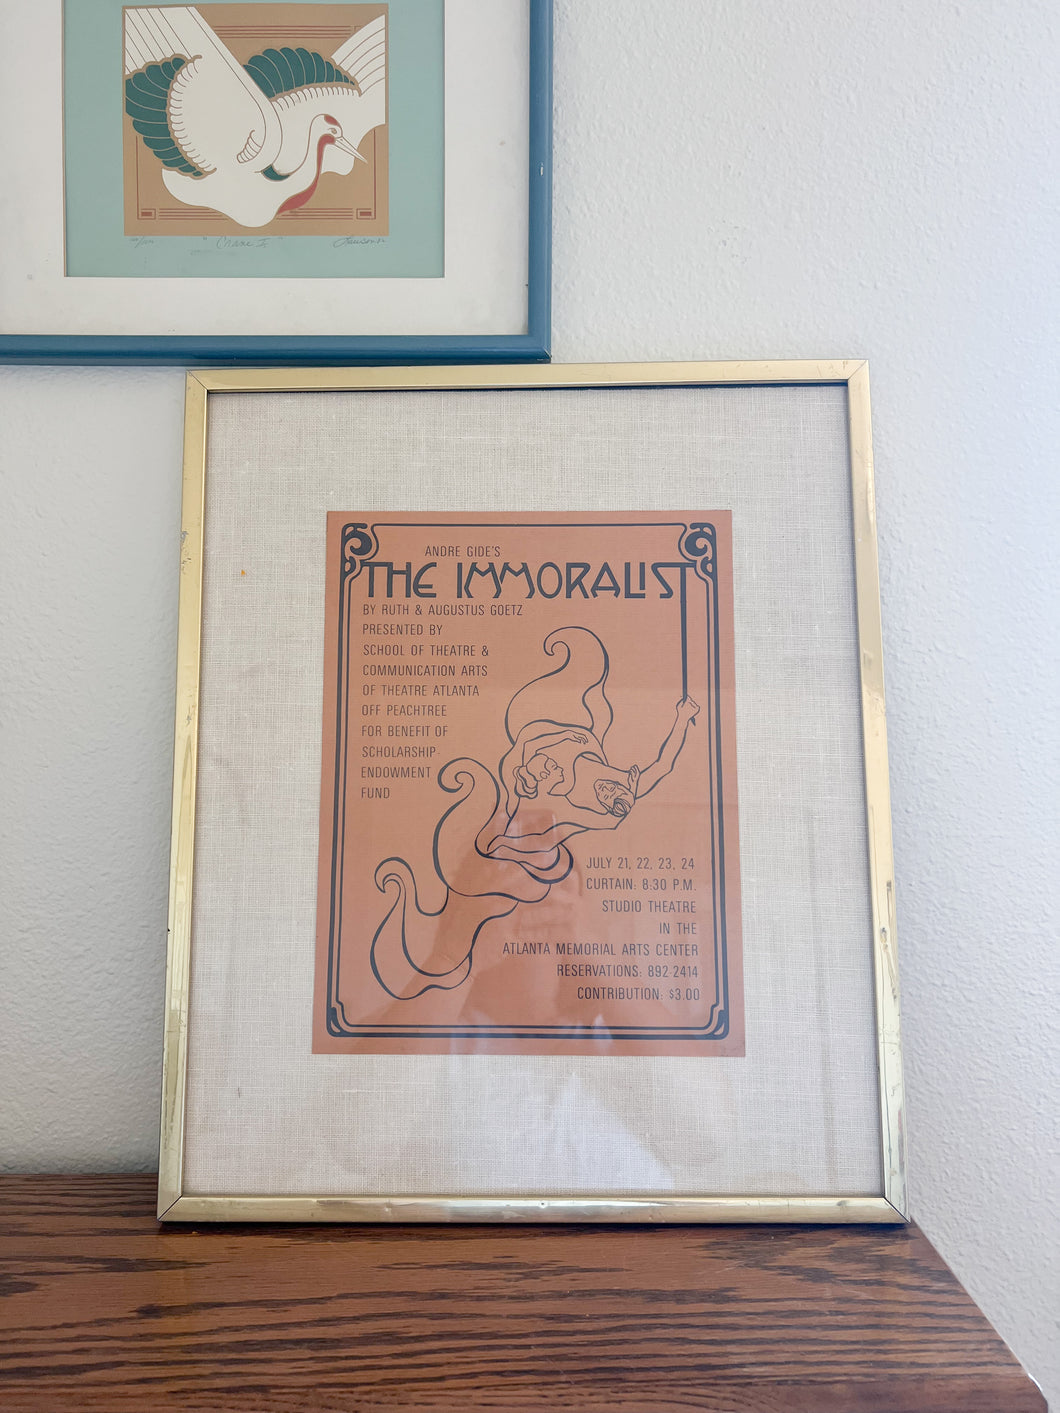 "Crane I"
ANDRE GIDE'S
THE IMMORALIST
BY RUTH & AUGUSTUS GOETZ
PRESENTED BY
SCHOOL OF THEATRE &
COMMUNICATION ARTS
OF THEATRE ATLANTA
OFF PEACHTREE
FOR BENEFIT OF
SCHOLARSHIP-
ENDOWMENT
FUND
JULY 21, 22, 23, 24
CURTAIN: 8:30 P.M.
STUDIO THEATRE
IN THE
ATLANTA MEMORIAL ARTS CENTER
RESERVATIONS: 892-2414
CONTRIBUTION: $3.00